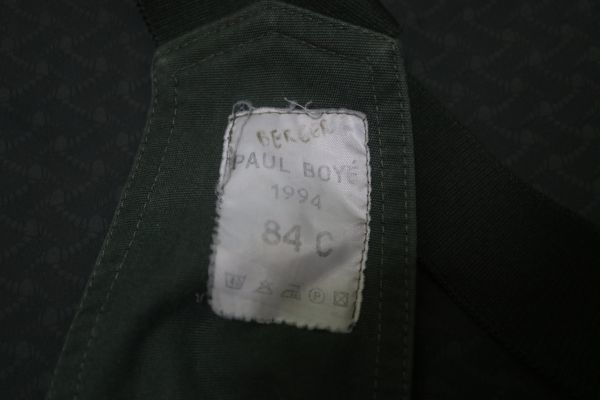 BERGER
PAUL BOYÉ
1994
84 C
P